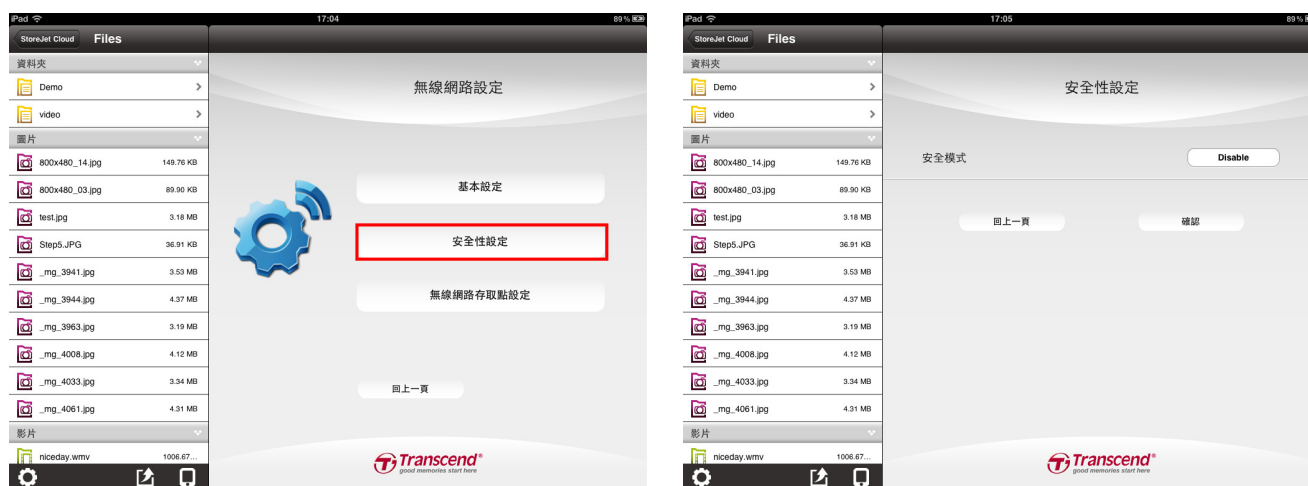 iPad 17:04 89%
StoreJet Cloud Files
資料夾
Demo
video
圖片
800x480_14.jpg 149.76 KB
800x480_03.jpg 89.90 KB
test.jpg 3.18 MB
Step5.JPG 36.91 KB
_mg_3941.jpg 3.53 MB
_mg_3944.jpg 4.37 MB
_mg_3963.jpg 3.19 MB
_mg_4008.jpg 4.12 MB
_mg_4033.jpg 3.34 MB
_mg_4061.jpg 4.31 MB
影片
niceday.wmv 1006.67...
無線網路設定
基本設定
安全性設定
無線網路存取點設定
回上一頁
Transcend®
good memories start here
iPad 17:05 89%
StoreJet Cloud Files
資料夾
Demo
video
圖片
800x480_14.jpg 149.76 KB
800x480_03.jpg 89.90 KB
test.jpg 3.18 MB
Step5.JPG 36.91 KB
_mg_3941.jpg 3.53 MB
_mg_3944.jpg 4.37 MB
_mg_3963.jpg 3.19 MB
_mg_4008.jpg 4.12 MB
_mg_4033.jpg 3.34 MB
_mg_4061.jpg 4.31 MB
影片
niceday.wmv 1006.67...
安全性設定
安全模式 Disable
回上一頁 確認
Transcend®
good memories start here